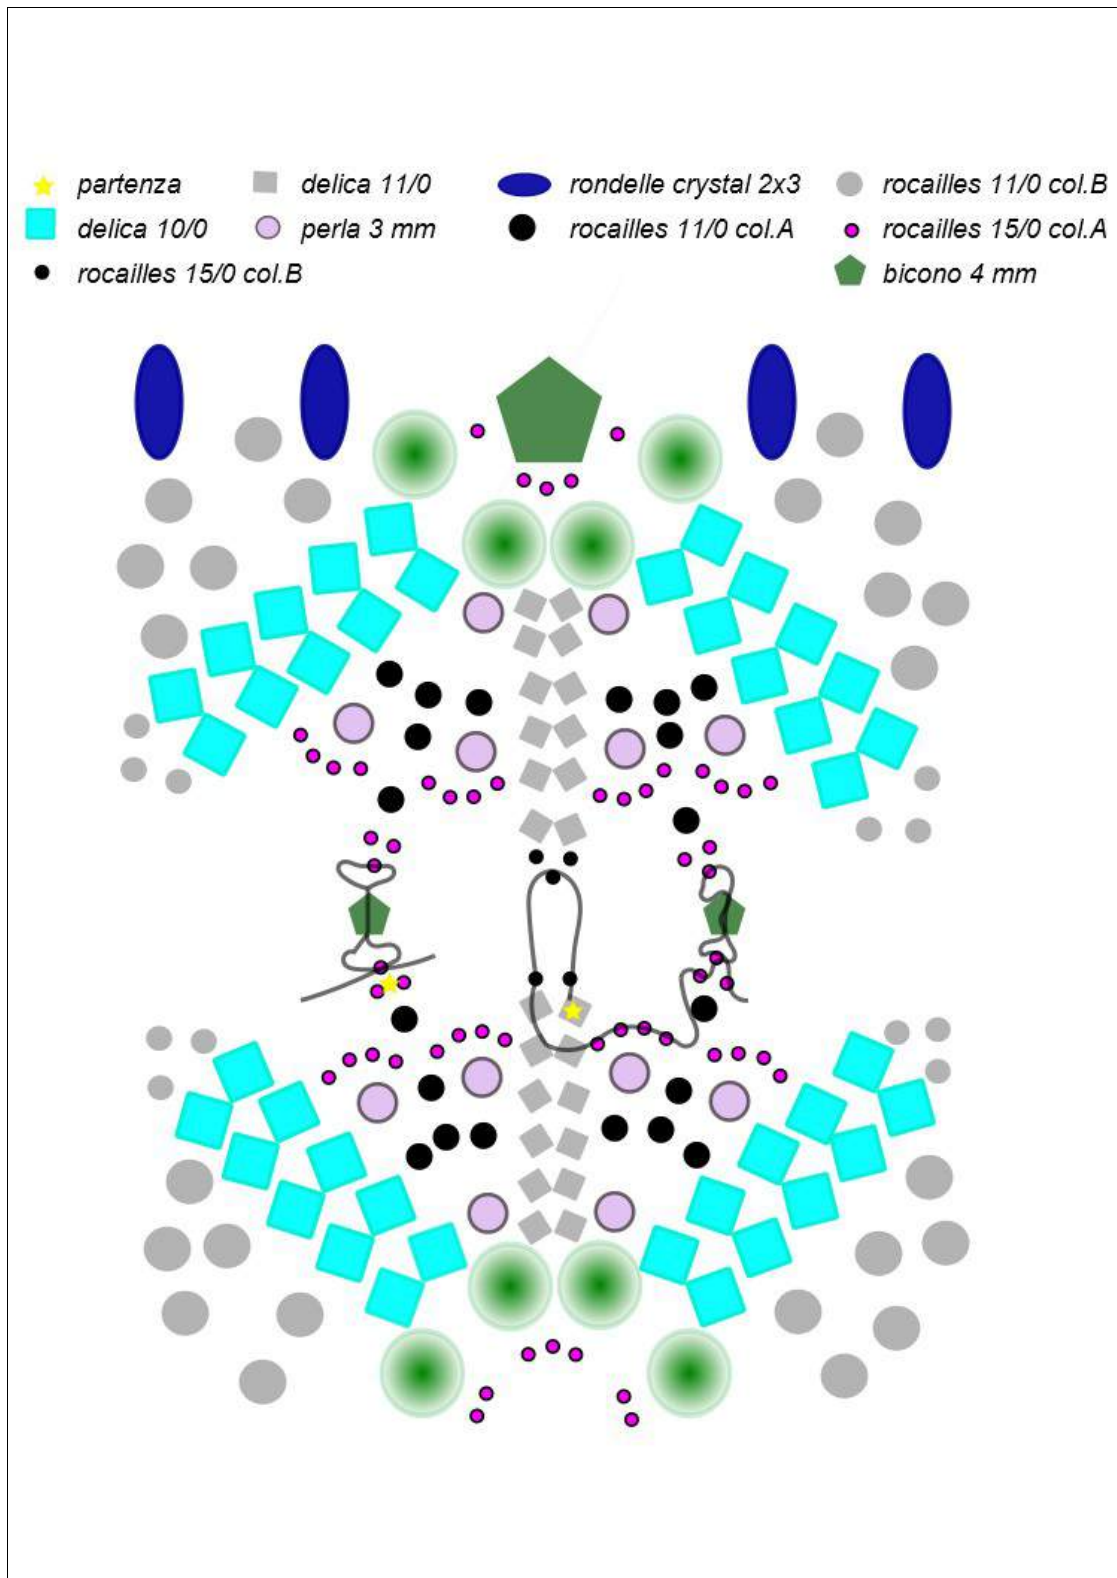 partenza delica 11/0 rondelle crystal 2x3 rocailles 11/0 col.B
delica 10/0 perla 3 mm rocailles 11/0 col.A rocailles 15/0 col.A
rocailles 15/0 col.B bicono 4 mm